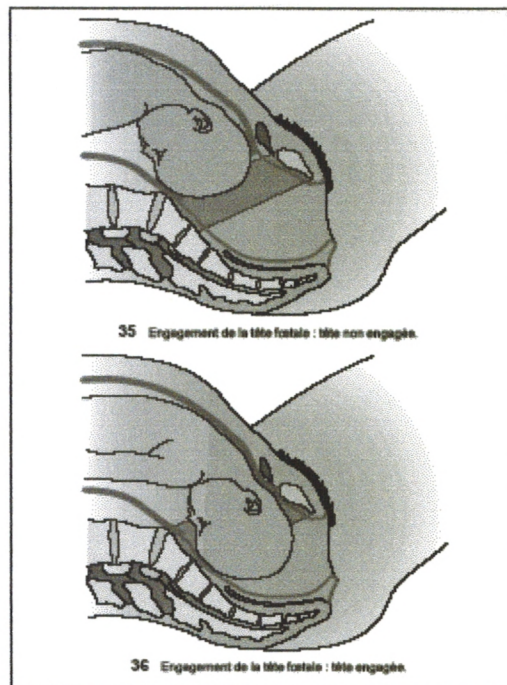 35 Engagement de la tête fœtale : tête non engagée.
36 Engagement de la tête fœtale : tête engagée.